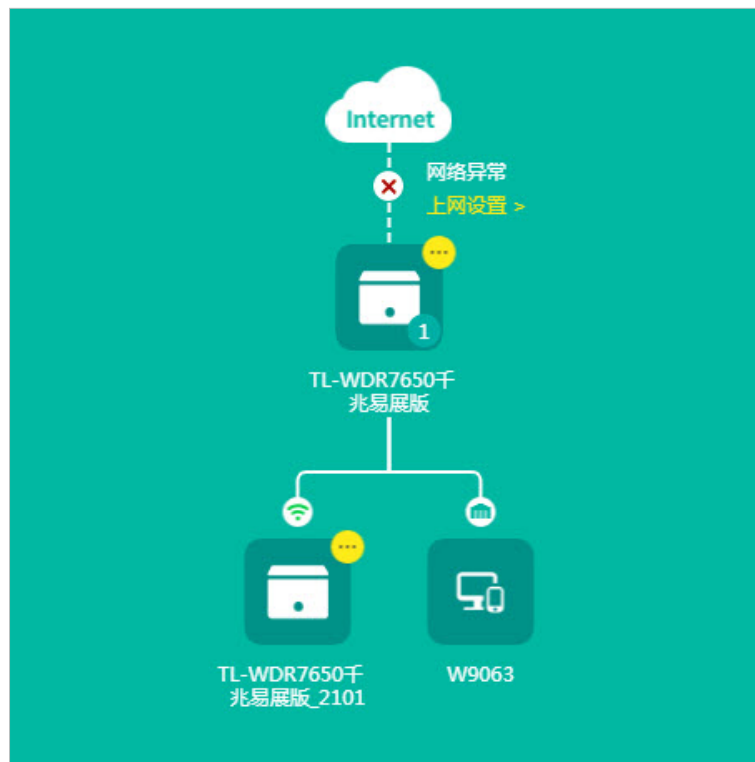 Internet
网络异常
上网设置 >
1
TL-WDR7650千
兆易展版
TL-WDR7650千
兆易展版_2101
W9063